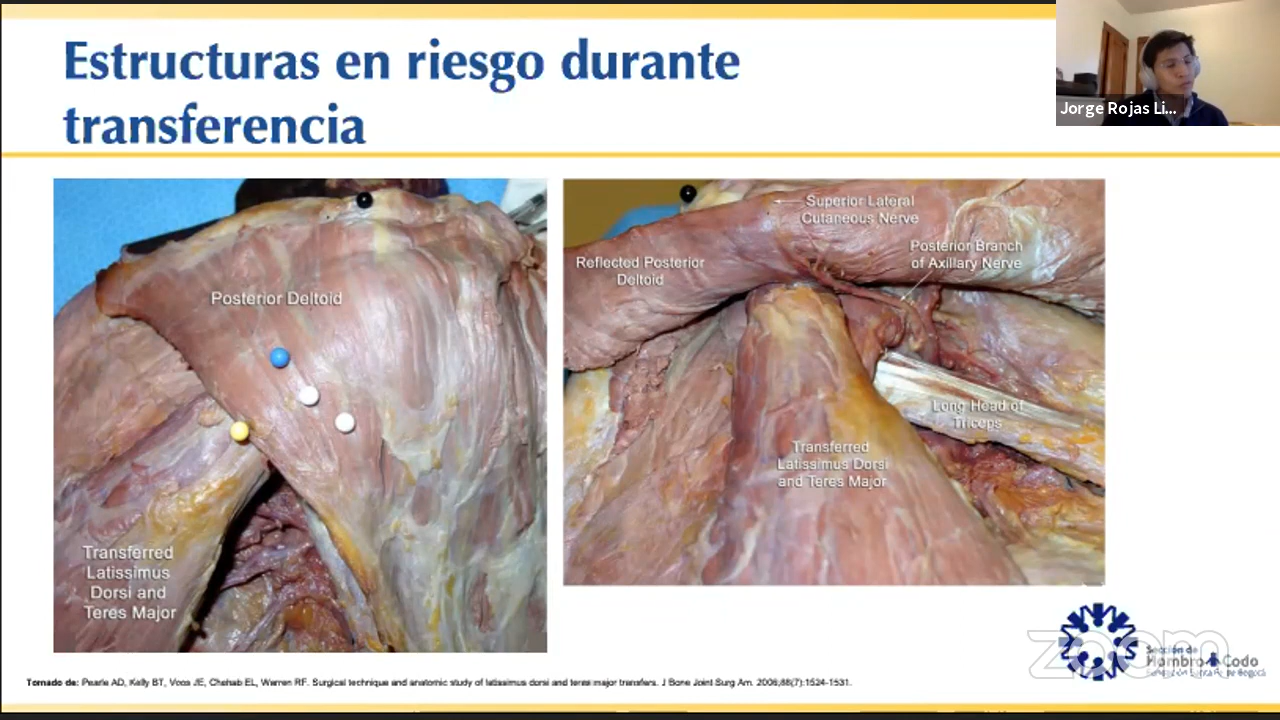 Estructuras en riesgo durante
transferencia
Jorge Rojas Li...
Posterior Deltoid
Transferred
Latissimus
Dorsi and
Teres Major
Superior Lateral
Cutaneous Nerve
Posterior Branch
of Axillary Nerve
Reflected Posterior
Deltoid
Long Head of
Triceps
Transferred
Latissimus Dorsi
and Teres Major
zoom
Sección de
Hombro Codo
Tomado de: Pearle AD, Kelly BT, Voos JE, Chehab EL, Warren RF. Surgical technique and anatomic study of latissimus dorsi and teres major transfers. J Bone Joint Surg Am. 2006;88(7):1524-1531.